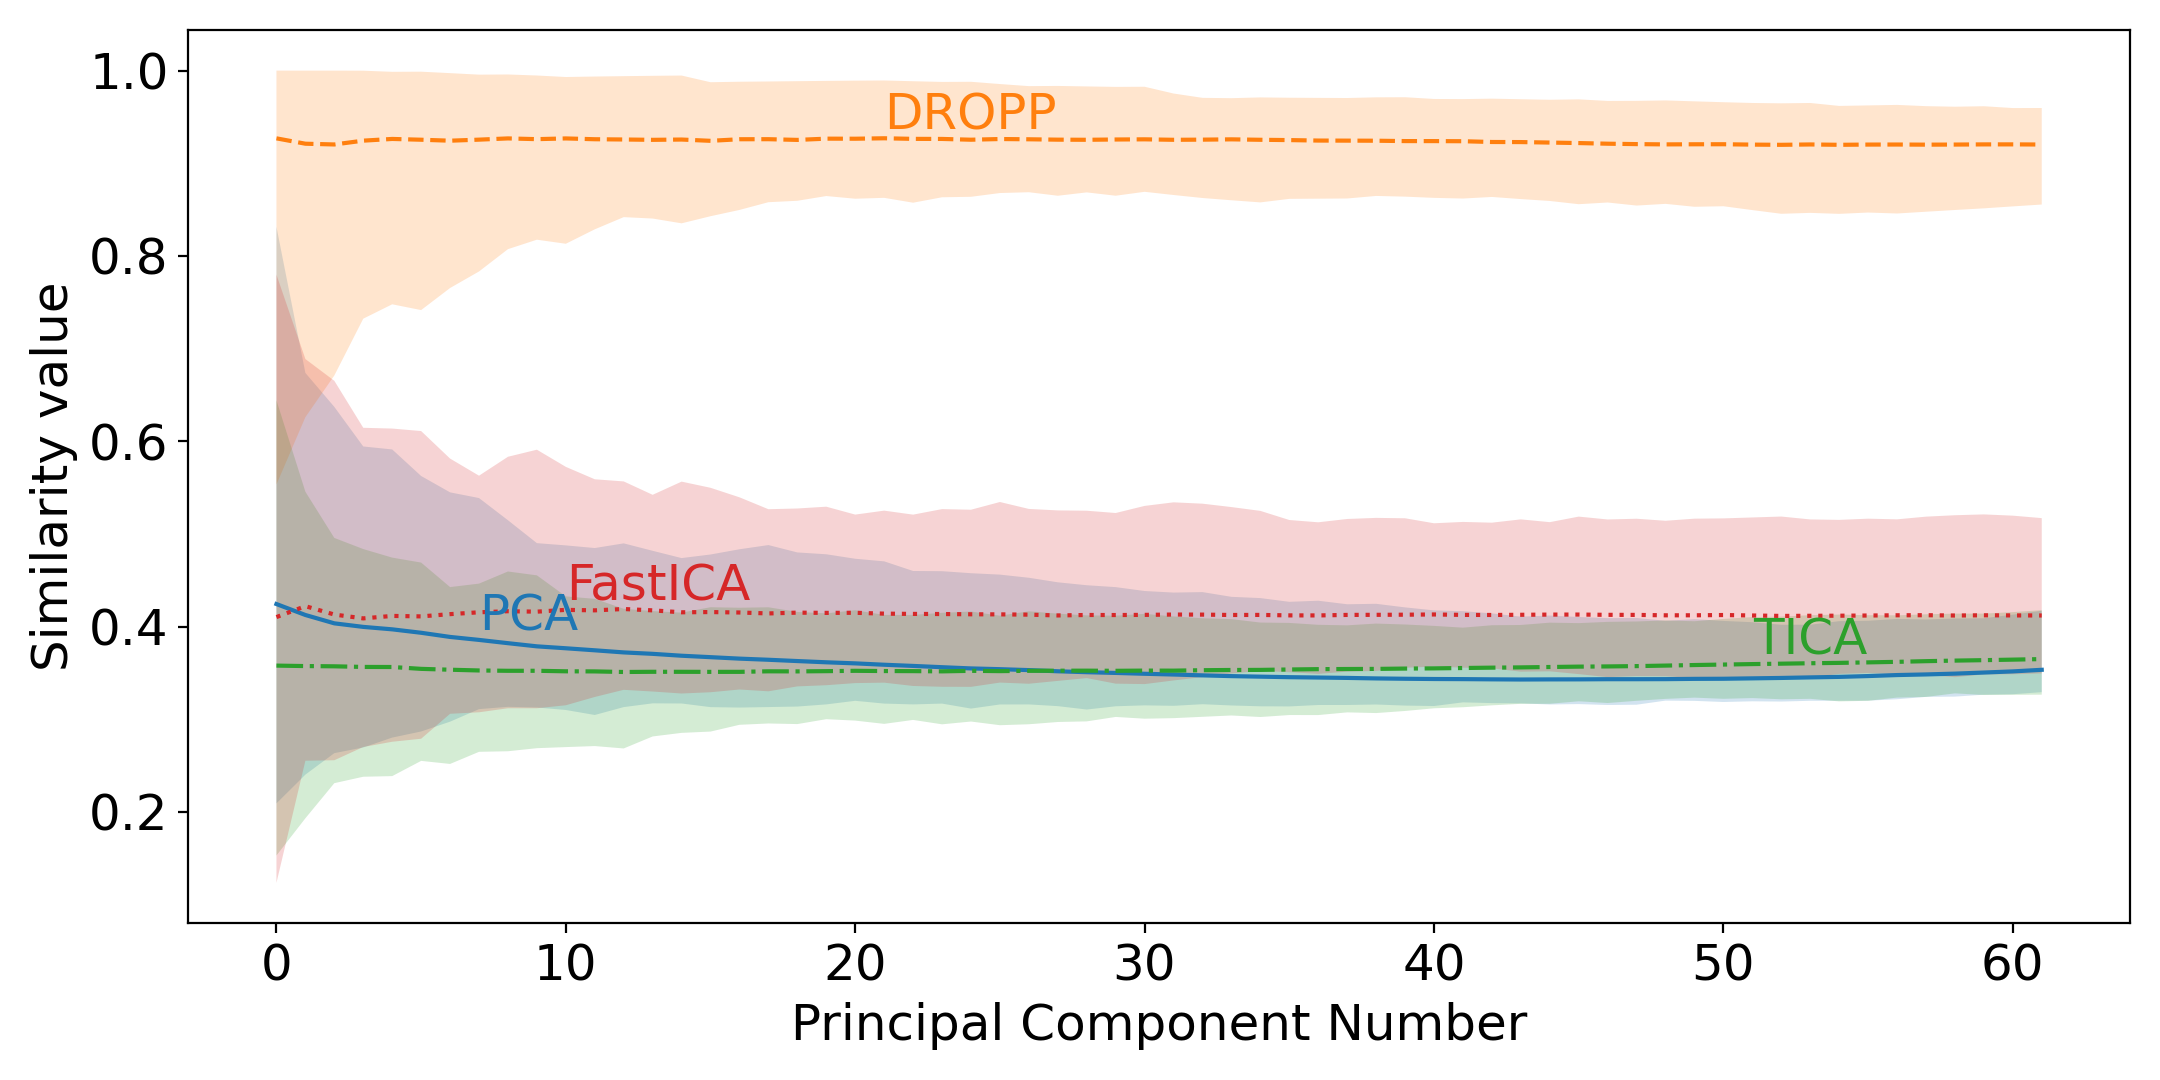 1.0
0.8
0.6
0.4
0.2
Similarity value
DROPP
FastICA
PCA
TICA
0 10 20 30 40 50 60
Principal Component Number